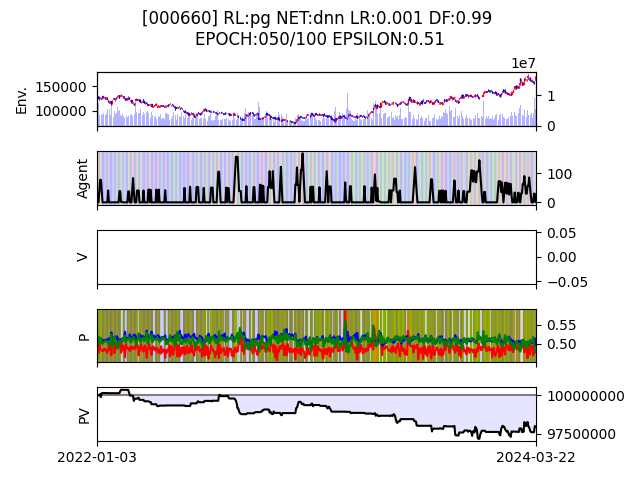 [000660] RL:pg NET:dnn LR:0.001 DF:0.99
EPOCH:050/100 EPSILON:0.51
1e7
Env.
150000
100000
1
0
Agent
100
0
V
0.05
0.00
−0.05
P
0.55
0.50
PV
100000000
97500000
2022-01-03
2024-03-22